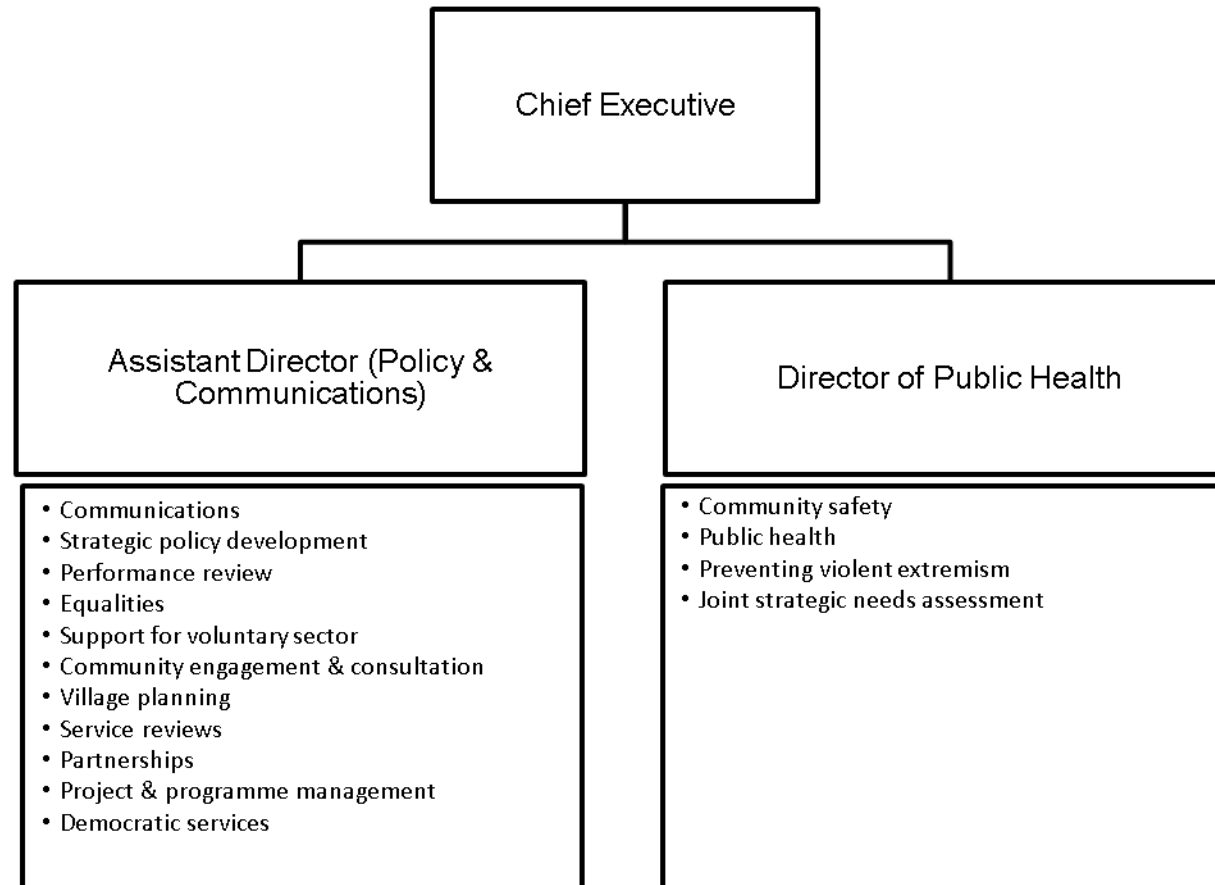 Chief Executive
Assistant Director (Policy &
Communications)
Director of Public Health
• Communications
• Strategic policy development
• Performance review
• Equalities
• Support for voluntary sector
• Community engagement & consultation
• Village planning
• Service reviews
• Partnerships
• Project & programme management
• Democratic services
• Community safety
• Public health
• Preventing violent extremism
• Joint strategic needs assessment